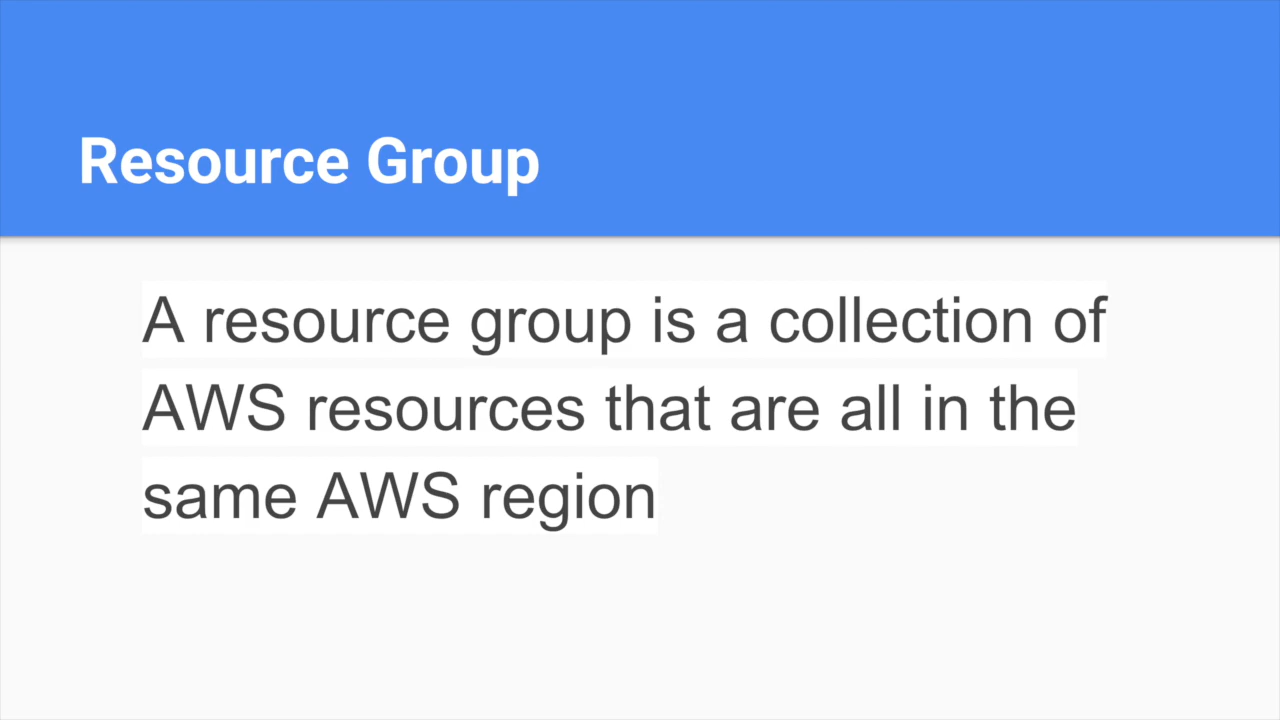 Resource Group
A resource group is a collection of
AWS resources that are all in the
same AWS region